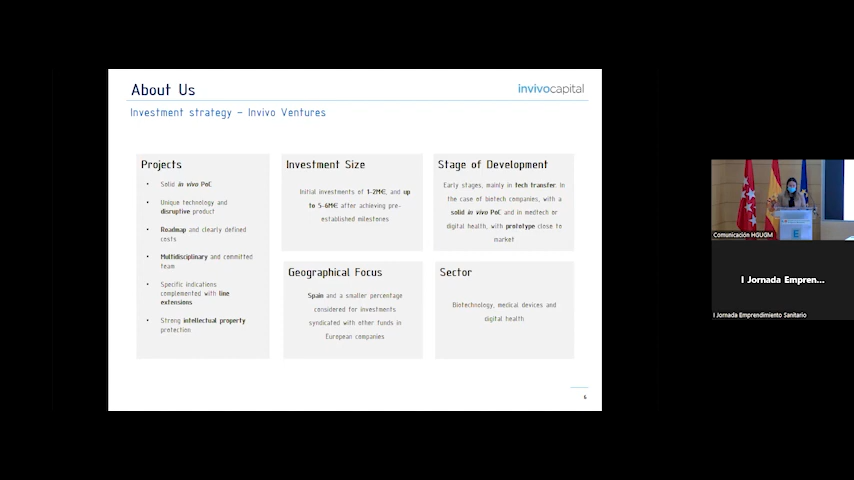 About Us
invivocapital
Investment strategy - Invivo Ventures
Projects
• Solid in vivo PoC
• Unique technology and
disruptive product
• Roadmap and clearly defined
costs
• Multidisciplinary and committed
team
• Specific indications
complemented with line
extensions
• Strong intellectual property
protection
Investment Size
Initial investments of 1-2M€, and up
to 5-6M€ after achieving pre-
established milestones
Stage of Development
Early stages, mainly in tech transfer. In
the case of biotech companies, with a
solid in vivo PoC and in medtech or
digital health, with prototype close to
market
Geographical Focus
Spain and a smaller percentage
considered for investments
syndicated with other funds in
European companies
Sector
Biotechnology, medical devices and
digital health
6
Comunicación MGUGM
I Jornada Empren...
I Jornada Emprendimiento Sanitario